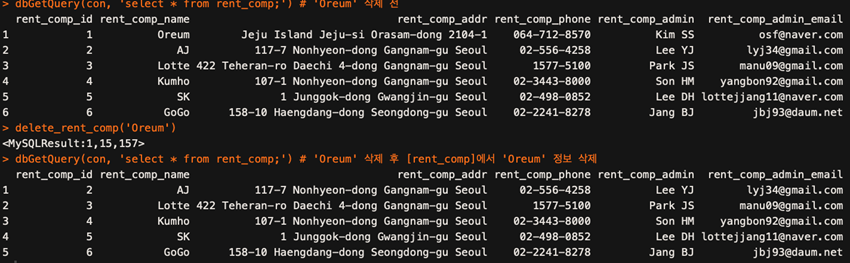 > dbGetQuery(con, 'select * from rent_comp;') # 'Oreum' 삭제 전
  rent_comp_id rent_comp_name                                rent_comp_addr rent_comp_phone rent_comp_admin   rent_comp_admin_email
1            1          Oreum         Jeju Island Jeju-si Orasam-dong 2104-1    064-712-8570          Kim SS           osf@naver.com
2            2             AJ          117-7 Nonhyeon-dong Gangnam-gu Seoul     02-556-4258          Lee YJ         lyj34@gmail.com
3            3          Lotte 422 Teheran-ro Daechi 4-dong Gangnam-gu Seoul       1577-5100         Park JS        manu09@gmail.com
4            4          Kumho          107-1 Nonhyeon-dong Gangnam-gu Seoul    02-3443-8000          Son HM      yangbon92@gmail.com
5            5             SK            1 Junggok-dong Gwangjin-gu Seoul     02-498-0852          Lee DH   lottejjang11@naver.com
6            6           GoGo      158-10 Haengdang-dong Seongdong-gu Seoul    02-2241-8278         Jang BJ          jbj93@daum.net
> delete_rent_comp('Oreum')
<MySQLResult:1,15,157>
> dbGetQuery(con, 'select * from rent_comp;') # 'Oreum' 삭제 후 [rent_comp]에서 'Oreum' 정보 삭제
  rent_comp_id rent_comp_name                                rent_comp_addr rent_comp_phone rent_comp_admin   rent_comp_admin_email
1            2             AJ          117-7 Nonhyeon-dong Gangnam-gu Seoul     02-556-4258          Lee YJ         lyj34@gmail.com
2            3          Lotte 422 Teheran-ro Daechi 4-dong Gangnam-gu Seoul       1577-5100         Park JS        manu09@gmail.com
3            4          Kumho          107-1 Nonhyeon-dong Gangnam-gu Seoul    02-3443-8000          Son HM      yangbon92@gmail.com
4            5             SK            1 Junggok-dong Gwangjin-gu Seoul     02-498-0852          Lee DH   lottejjang11@naver.com
5            6           GoGo      158-10 Haengdang-dong Seongdong-gu Seoul    02-2241-8278         Jang BJ          jbj93@daum.net